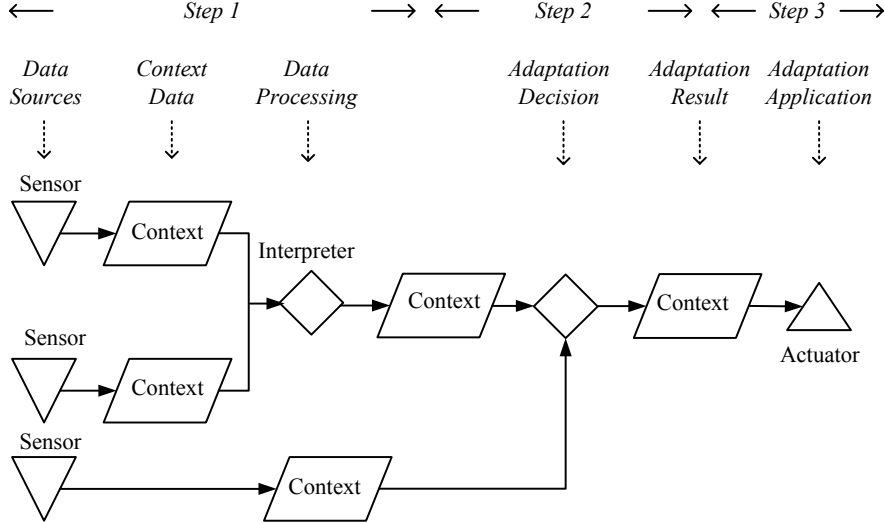 Step 1
Step 2
Step 3
Data
Sources
Context
Data
Data
Processing
Adaptation
Decision
Adaptation
Result
Adaptation
Application
Sensor
Context
Interpreter
Context
Context
Sensor
Context
Actuator
Sensor
Context